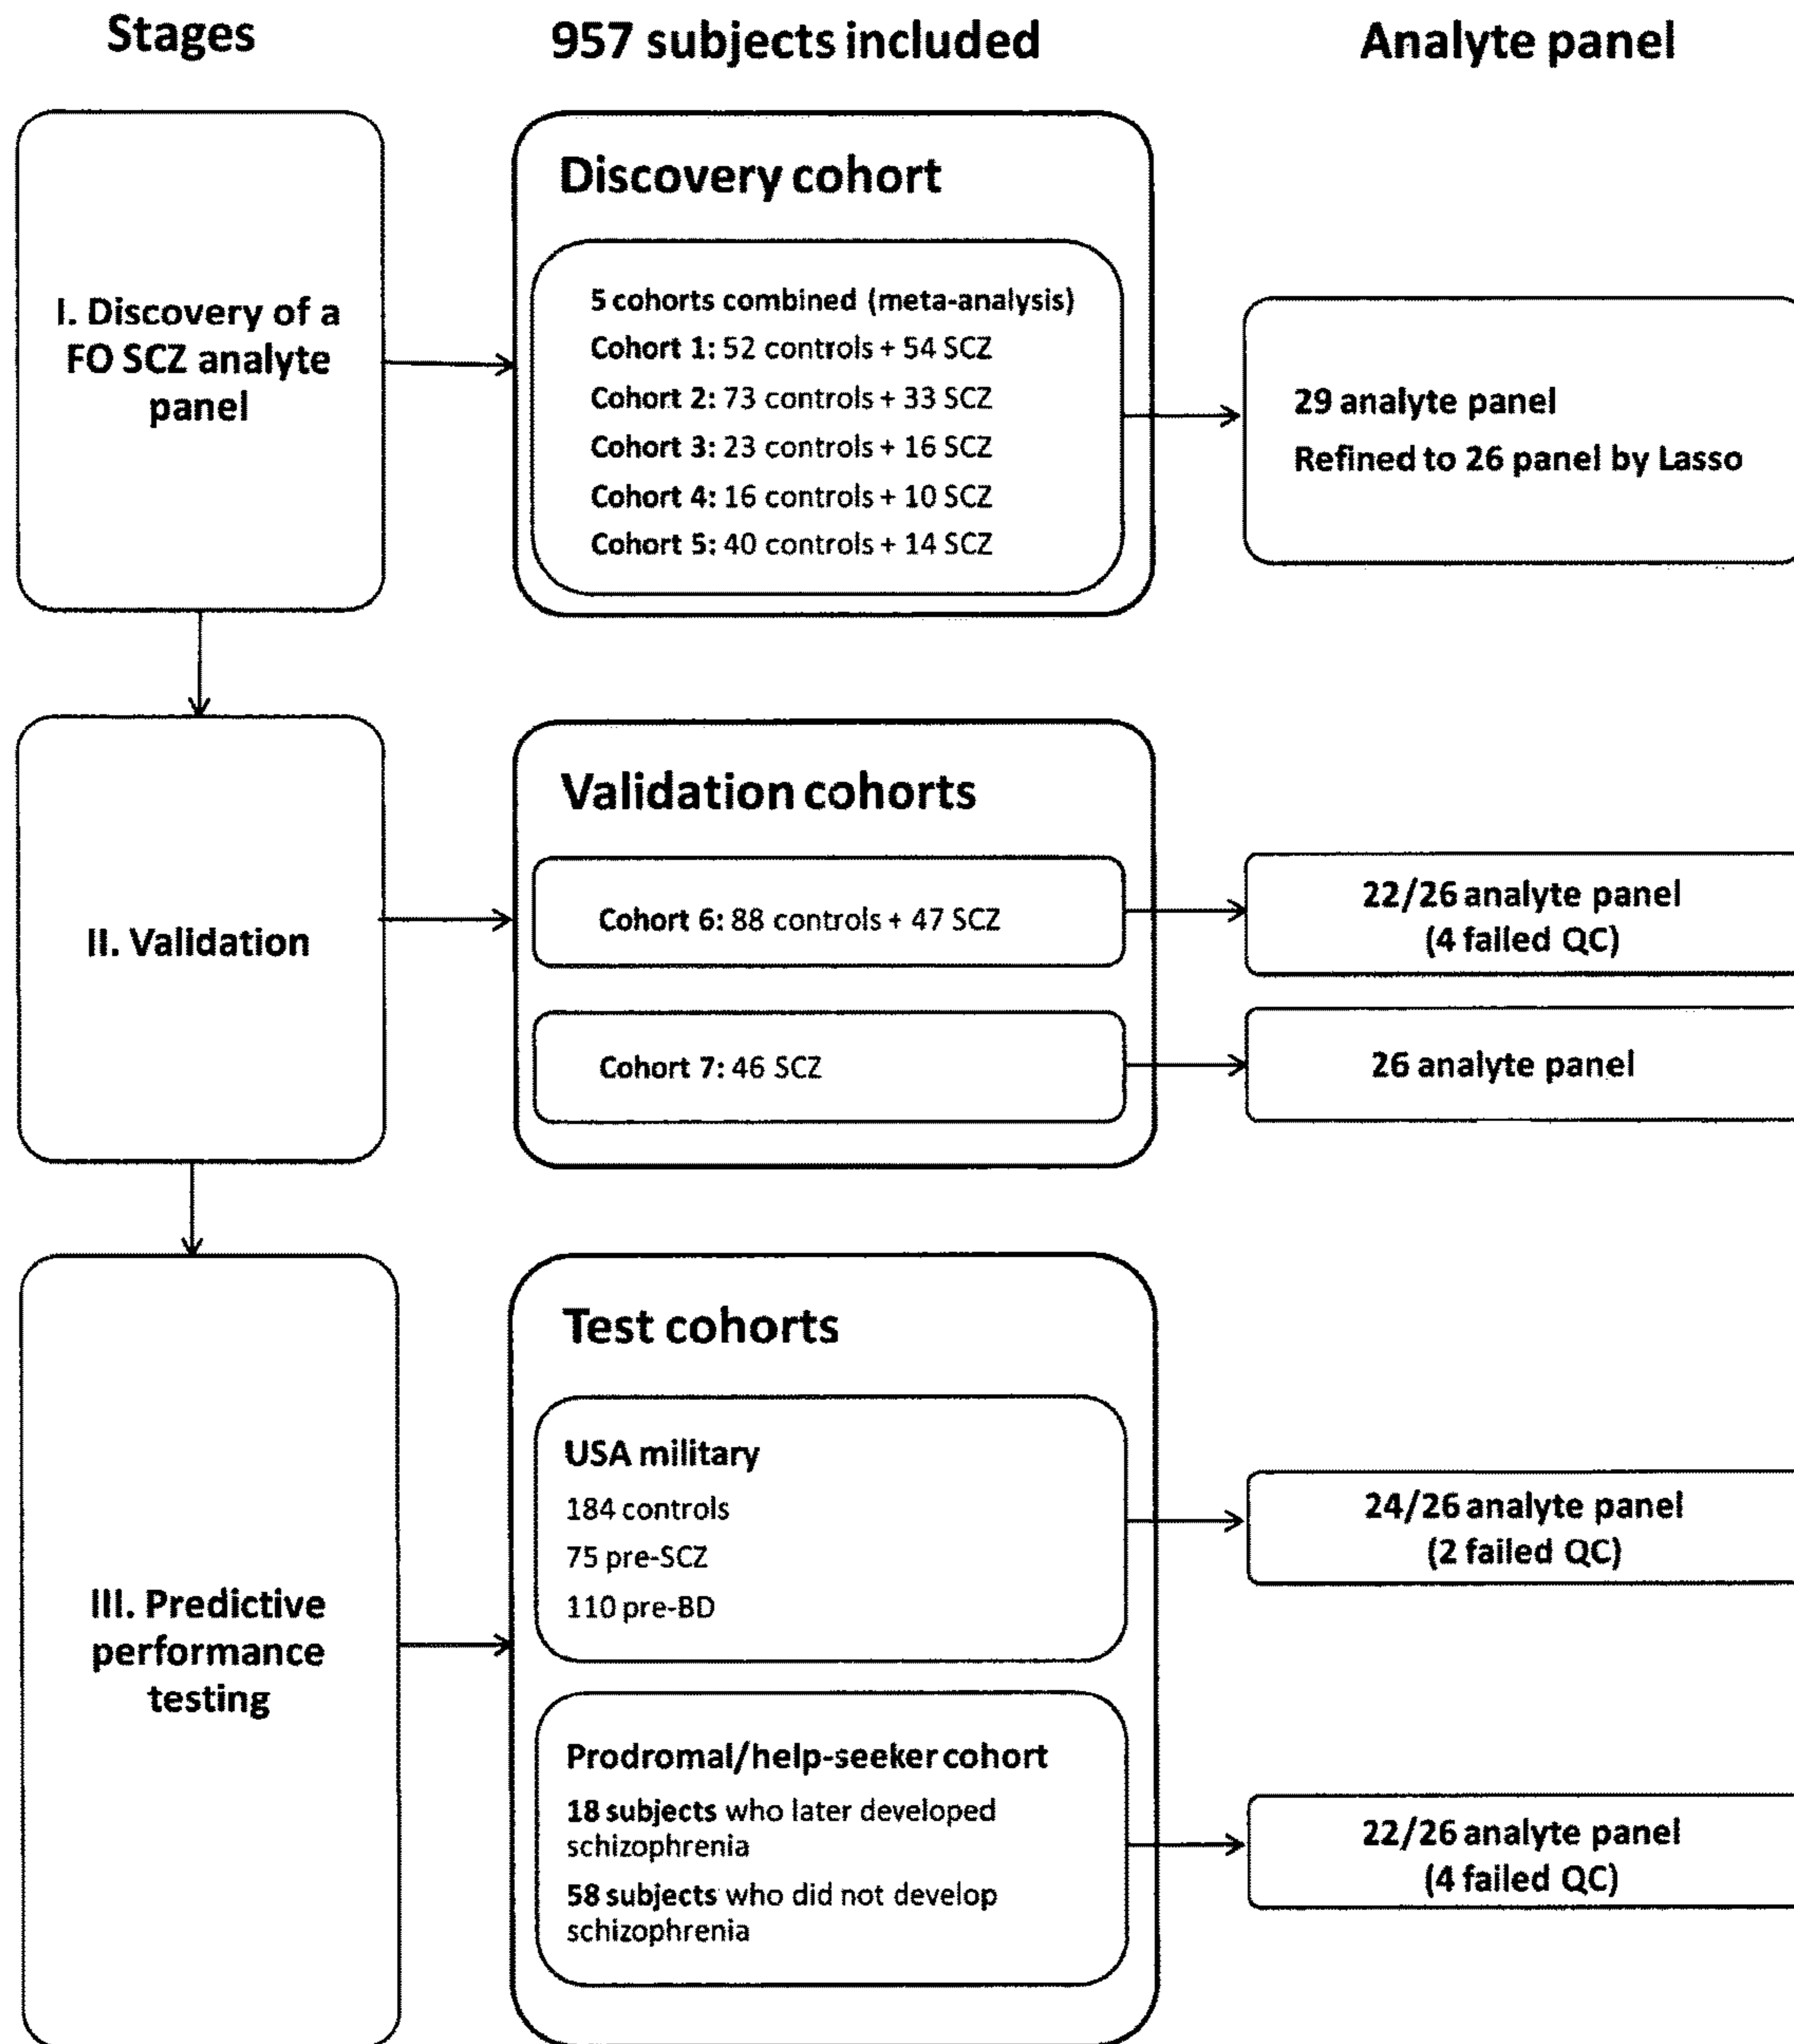 Stages
957 subjects included
Analyte panel
I. Discovery of a
FO SCZ analyte
panel
Discovery cohort
5 cohorts combined (meta-analysis)
Cohort 1: 52 controls + 54 SCZ
Cohort 2: 73 controls + 33 SCZ
Cohort 3: 23 controls + 16 SCZ
Cohort 4: 16 controls + 10 SCZ
Cohort 5: 40 controls + 14 SCZ
29 analyte panel
Refined to 26 panel by Lasso
II. Validation
Validation cohorts
Cohort 6: 88 controls + 47 SCZ
22/26 analyte panel
(4 failed QC)
Cohort 7: 46 SCZ
26 analyte panel
III. Predictive
performance
testing
Test cohorts
USA military
184 controls
75 pre-SCZ
110 pre-BD
24/26 analyte panel
(2 failed QC)
Prodromal/help-seeker cohort
18 subjects who later developed
schizophrenia
58 subjects who did not develop
schizophrenia
22/26 analyte panel
(4 failed QC)